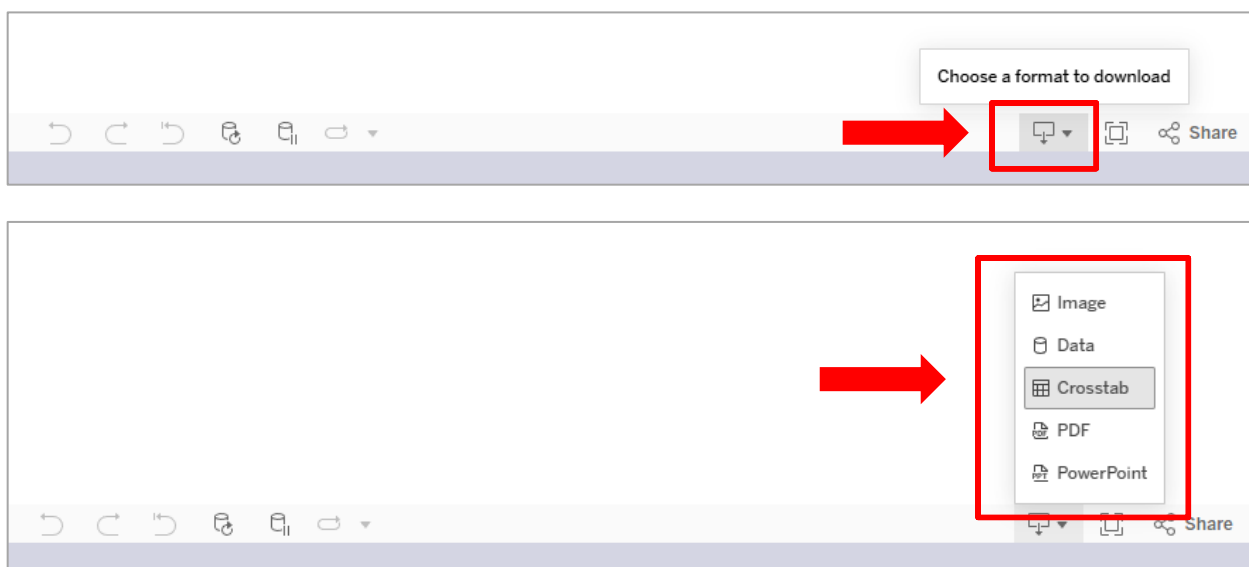 Choose a format to download
Share
Image
Data
Crosstab
PDF
PowerPoint
Share